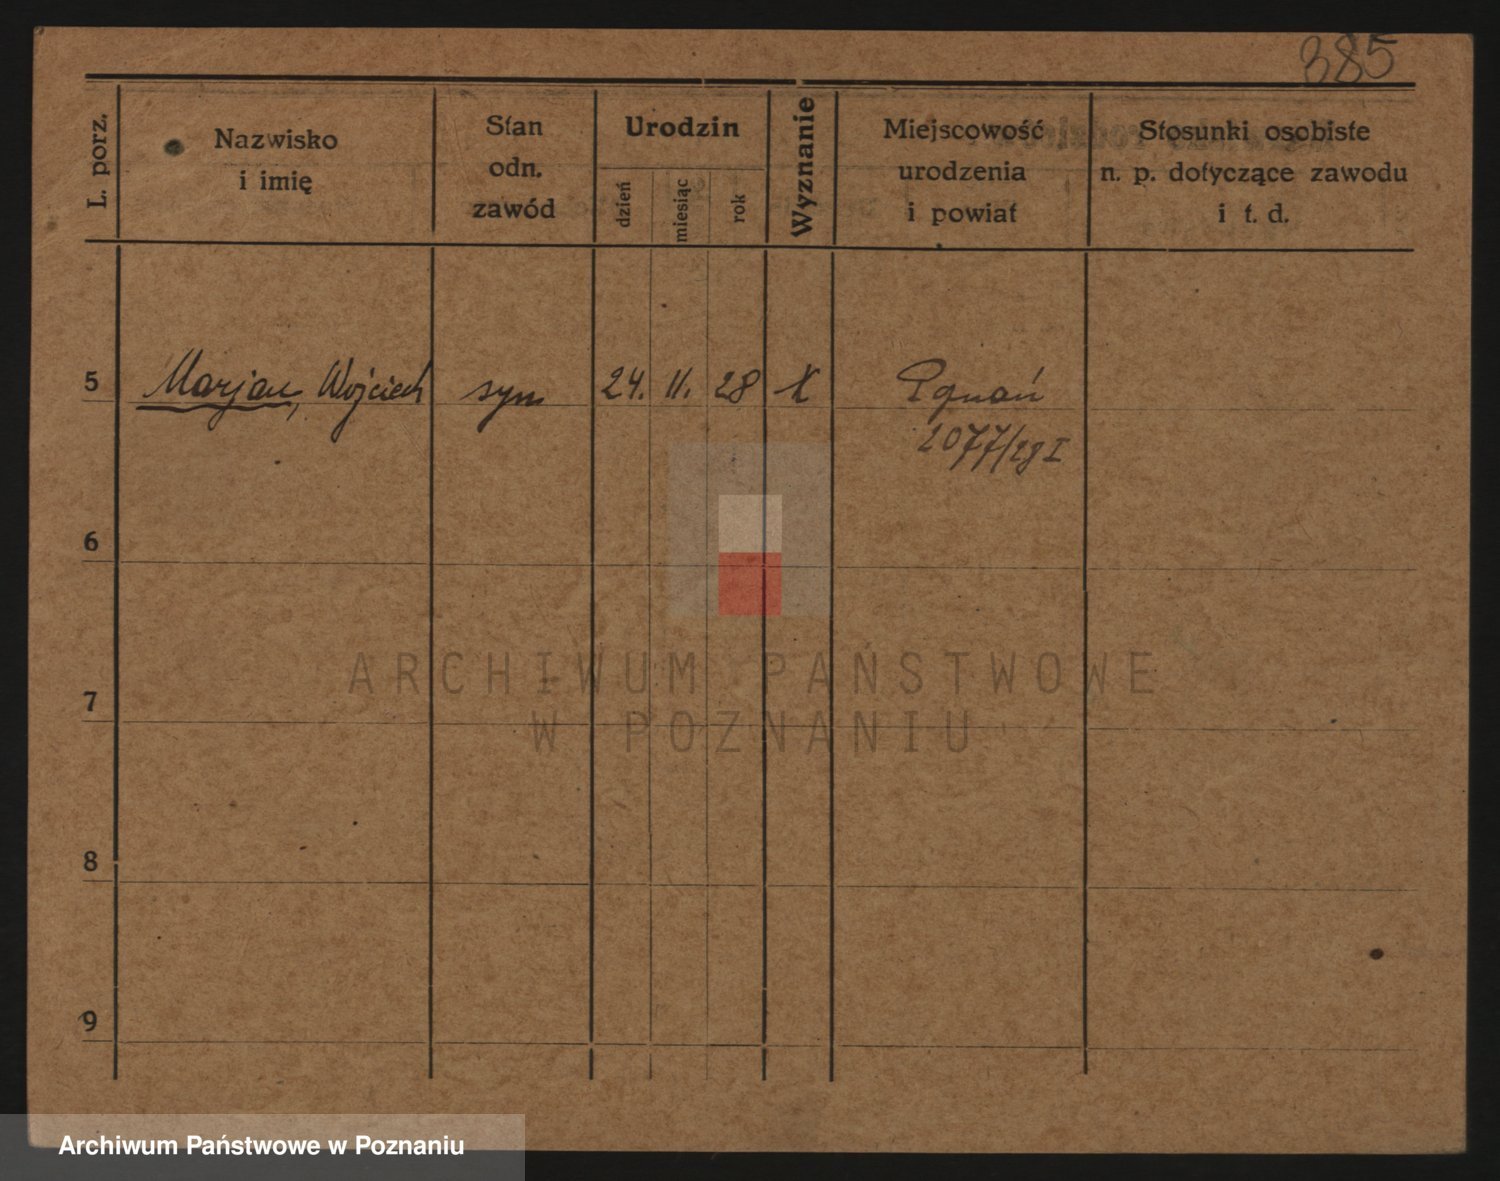 385
L. porz.
Nazwisko
i imię
Stan
odn.
zawód
Urodzin
dzień
miesiąc
rok
Wyznanie
Miejscowość
urodzenia
i powiat
Stosunki osobiste
n. p. dotyczące zawodu
i t. d.
5 Marjan, Wojciech syn 24. 11. 28 Poznań
2077/28 I
6
7
8
9
ARCHIWUM PAŃSTWOWE
W POZNANIU
Archiwum Państwowe w Poznaniu